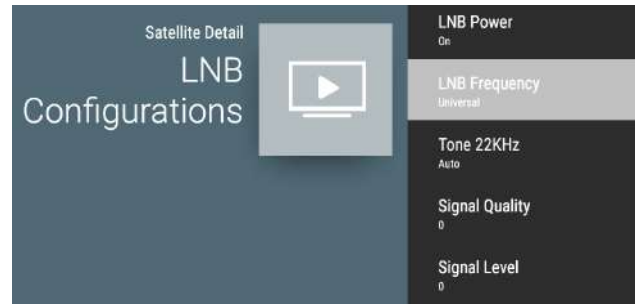 Satellite Detail
LNB
Configurations
LNB Power
On
LNB Frequency
Universal
Tone 22KHz
Auto
Signal Quality
0
Signal Level
0